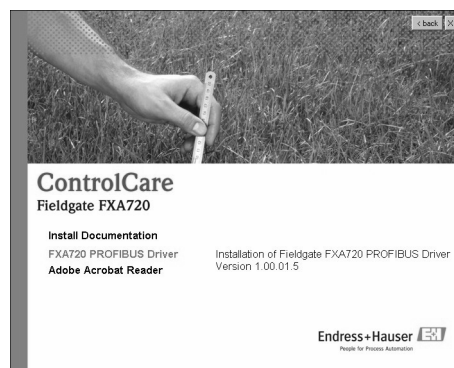 < back X
ControlCare
Fieldgate FXA720
Install Documentation
FXA720 PROFIBUS Driver
Adobe Acrobat Reader
Installation of Fieldgate FXA720 PROFIBUS Driver
Version 1.00.01.5
Endress+Hauser EH
People for Process Automation